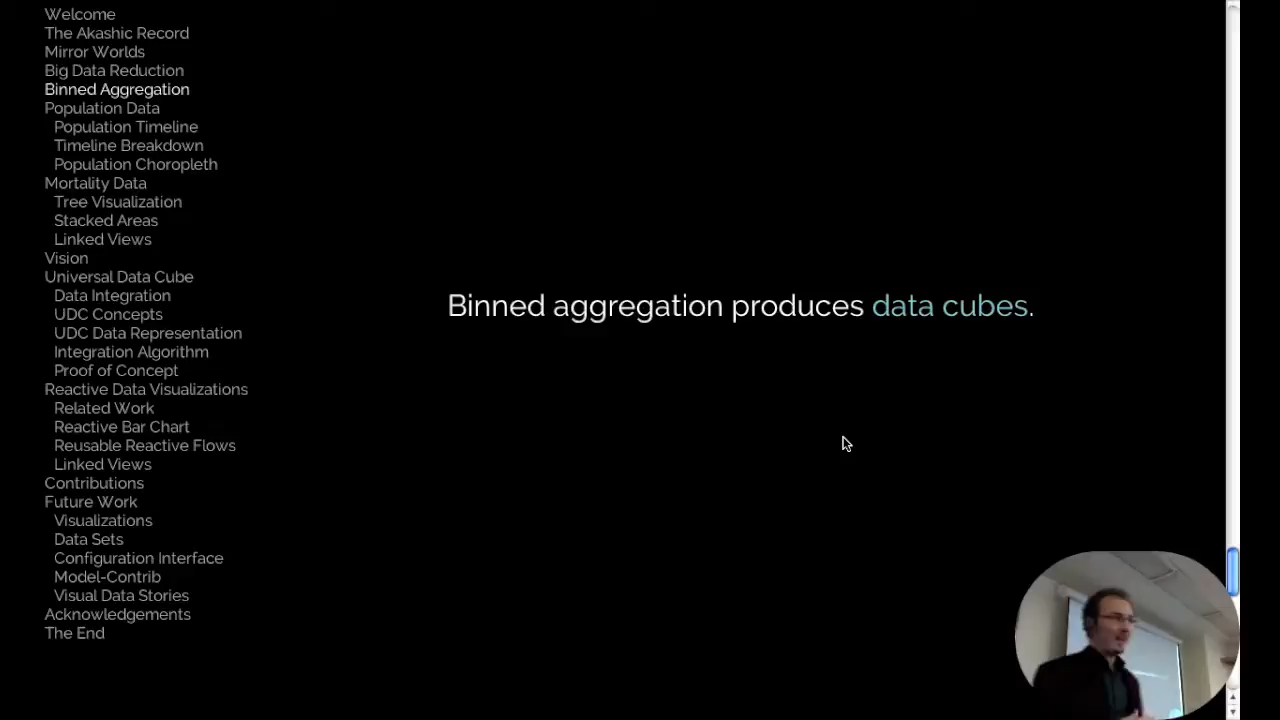 Welcome
The Akashic Record
Mirror Worlds
Big Data Reduction
Binned Aggregation
Population Data
Population Timeline
Timeline Breakdown
Population Choropleth
Mortality Data
Tree Visualization
Stacked Areas
Linked Views
Vision
Universal Data Cube
Data Integration
UDC Concepts
UDC Data Representation
Integration Algorithm
Proof of Concept
Reactive Data Visualizations
Related Work
Reactive Bar Chart
Reusable Reactive Flows
Linked Views
Contributions
Future Work
Visualizations
Data Sets
Configuration Interface
Model-Contrib
Visual Data Stories
Acknowledgements
The End
Binned aggregation produces data cubes.